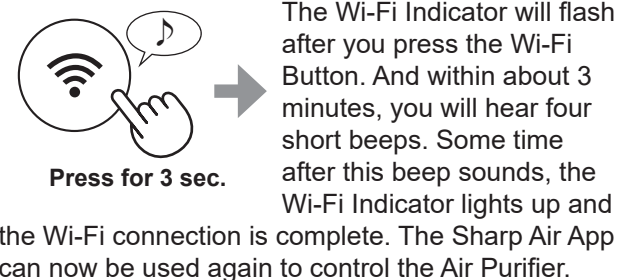 The Wi-Fi Indicator will flash
after you press the Wi-Fi
Button. And within about 3
minutes, you will hear four
short beeps. Some time
after this beep sounds, the
Wi-Fi Indicator lights up and
Press for 3 sec.
the Wi-Fi connection is complete. The Sharp Air App
can now be used again to control the Air Purifier.